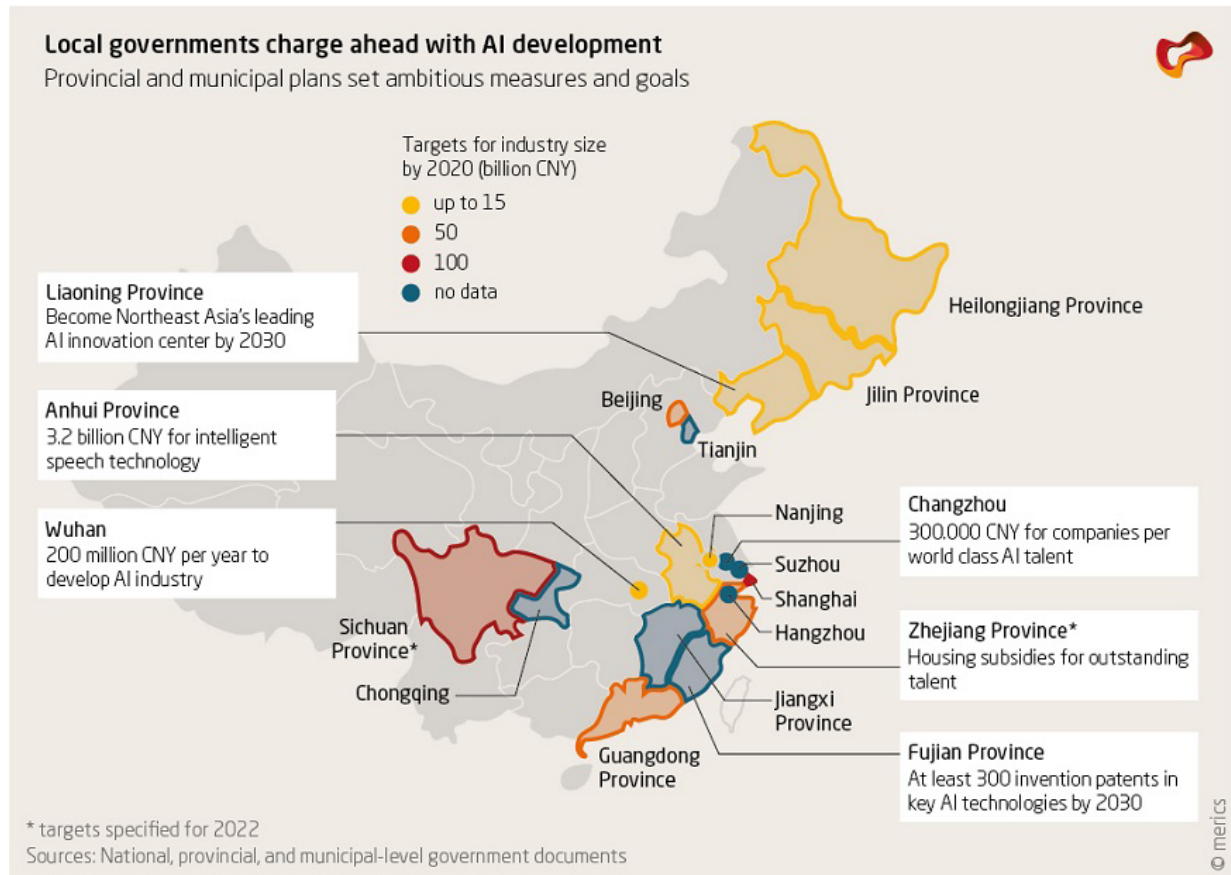 Local governments charge ahead with AI development
Provincial and municipal plans set ambitious measures and goals
Targets for industry size
by 2020 (billion CNY)
up to 15
50
100
no data
Liaoning Province
Become Northeast Asia's leading
AI innovation center by 2030
Anhui Province
3.2 billion CNY for intelligent
speech technology
Wuhan
200 million CNY per year to
develop AI industry
Heilongjiang Province
Jilin Province
Beijing
Tianjin
Nanjing
Suzhou
Shanghai
Hangzhou
Changzhou
300.000 CNY for companies per
world class AI talent
Zhejiang Province*
Housing subsidies for outstanding
talent
Sichuan
Province*
Chongqing
Jiangxi
Province
Guangdong
Province
Fujian Province
At least 300 invention patents in
key AI technologies by 2030
* targets specified for 2022
Sources: National, provincial, and municipal-level government documents
© merics